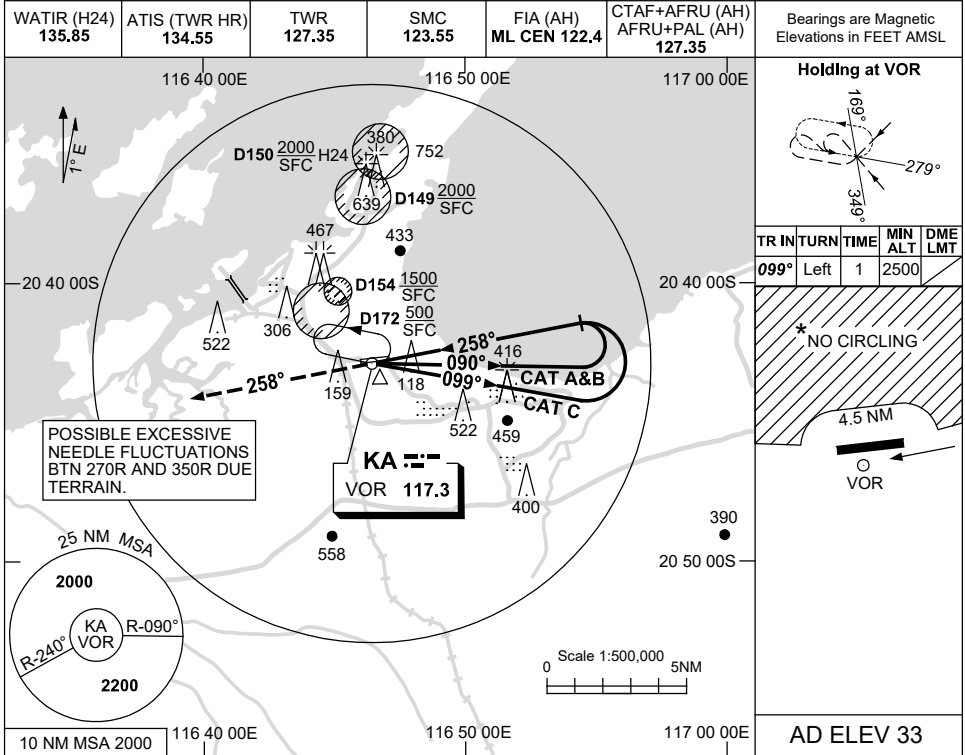 WATIR (H24)
135.85
ATIS (TWR HR)
134.55
TWR
127.35
SMC
123.55
FIA (AH)
ML CEN 122.4
CTAF+AFRU (AH)
AFRU+PAL (AH)
127.35
Bearings are Magnetic
Elevations in FEET AMSL
116 40 00E
116 50 00E
117 00 00E
1° E
D150 2000 H24
SFC
380
752
639
D149 2000
SFC
467
433
20 40 00S
20 40 00S
D154 1500
SFC
306
D172 500
SFC
522
258°
090°
416
099°
CAT A&B
CAT C
258°
159
118
522
459
POSSIBLE EXCESSIVE
NEEDLE FLUCTUATIONS
BTN 270R AND 350R DUE
TERRAIN.
KA
VOR 117.3
400
390
558
20 50 00S
25 NM MSA
2000
KA
VOR
R-090°
R-240°
2200
10 NM MSA 2000
Scale 1:500,000
0 5NM
116 40 00E
116 50 00E
117 00 00E
Holding at VOR
169°
279°
349°
TR IN TURN TIME MIN ALT DME LMT
099° Left 1 2500
* NO CIRCLING
4.5 NM
VOR
AD ELEV 33